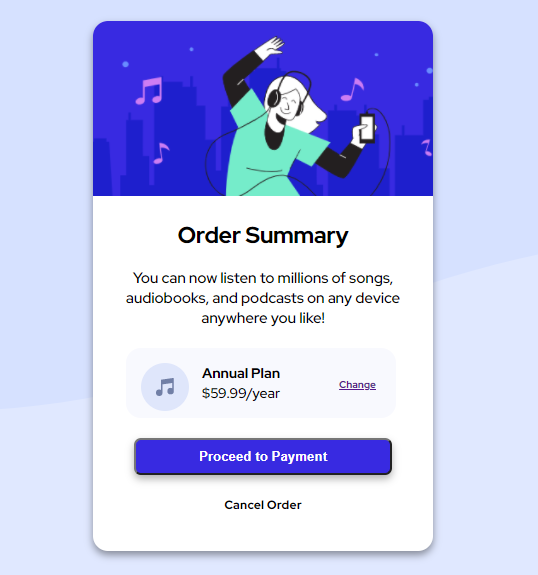 Order Summary
You can now listen to millions of songs,
audiobooks, and podcasts on any device
anywhere you like!
Annual Plan
$59.99/year
Change
Proceed to Payment
Cancel Order